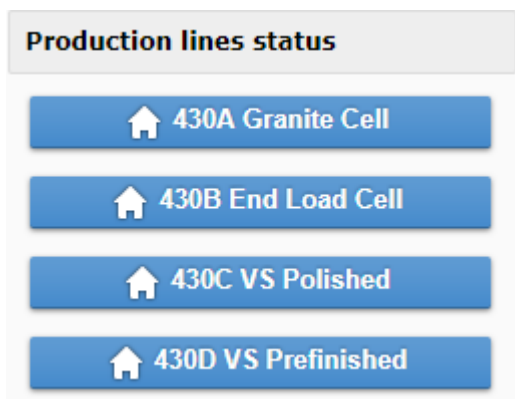 Production lines status
430A Granite Cell
430B End Load Cell
430C VS Polished
430D VS Prefinished